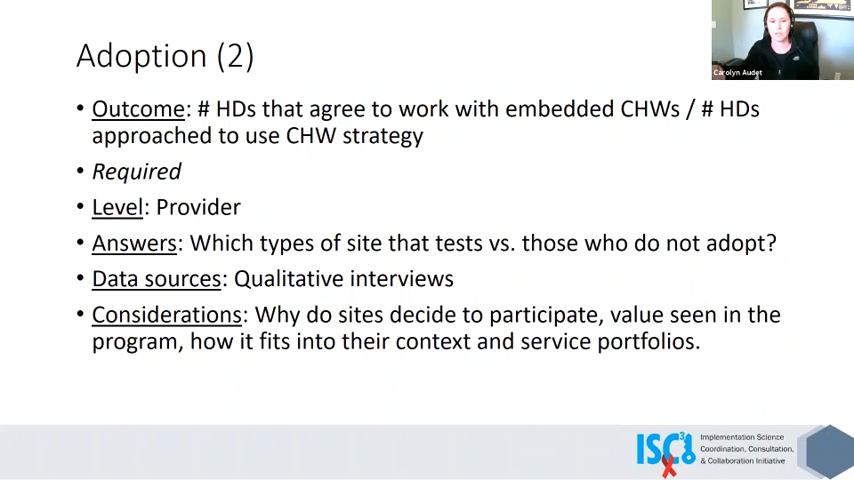 Carolyn Audet
Adoption (2)
• Outcome: # HDs that agree to work with embedded CHWs / # HDs
approached to use CHW strategy
• Required
• Level: Provider
• Answers: Which types of site that tests vs. those who do not adopt?
• Data sources: Qualitative interviews
• Considerations: Why do sites decide to participate, value seen in the
program, how it fits into their context and service portfolios.
ISC3
Implementation Science
Coordination, Consultation,
& Collaboration Initiative